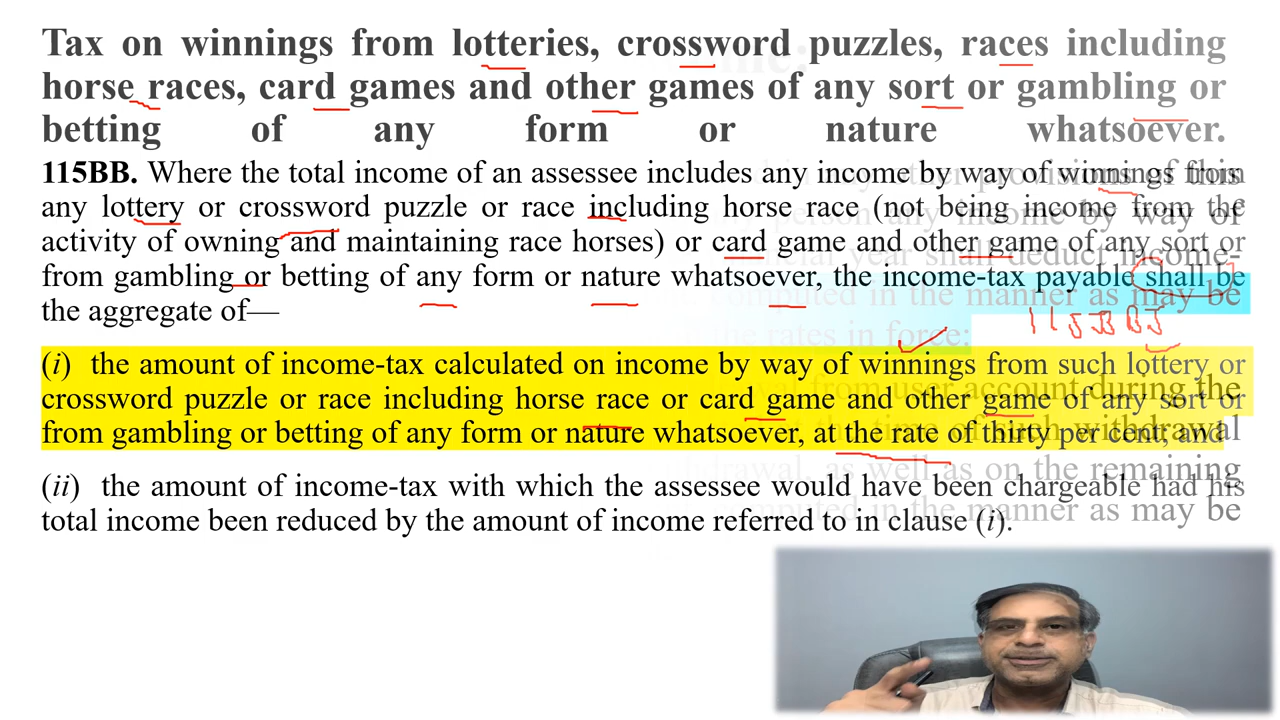 Tax on winnings from lotteries, crossword puzzles, races including
horse races, card games and other games of any sort or gambling or
betting of any form or nature whatsoever.
115BB. Where the total income of an assessee includes any income by way of winnings from
any lottery or crossword puzzle or race including horse race (not being income from the
activity of owning and maintaining race horses) or card game and other game of any sort or
from gambling or betting of any form or nature whatsoever, the income-tax payable shall be
the aggregate of—
115BBJ
(i) the amount of income-tax calculated on income by way of winnings from such lottery or
crossword puzzle or race including horse race or card game and other game of any sort or
from gambling or betting of any form or nature whatsoever, at the rate of thirty per cent; and
(ii) the amount of income-tax with which the assessee would have been chargeable had his
total income been reduced by the amount of income referred to in clause (i).